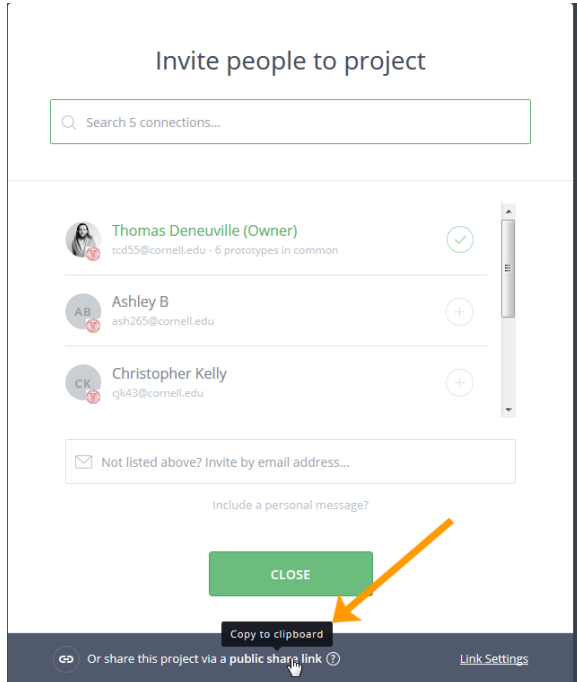 Invite people to project
Search 5 connections...
Thomas Deneuville (Owner)
tcd55@cornell.edu - 6 prototypes in common
AB
Ashley B
ash265@cornell.edu
CK
Christopher Kelly
cjk43@cornell.edu
Not listed above? Invite by email address...
Include a personal message?
CLOSE
Copy to clipboard
Or share this project via a public share link ?
Link Settings